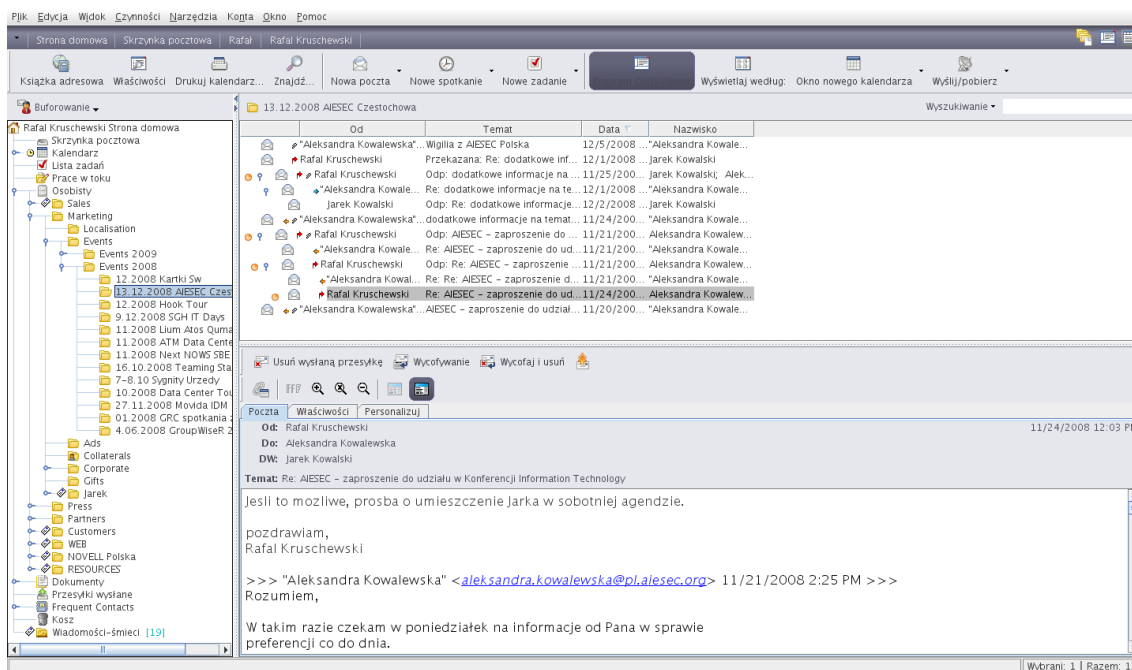 Plik Edycja Widok Czynności Narzędzia Konta Okno Pomoc
Strona domowa Skrzynka pocztowa Rafał Rafal Kruschewski
Książka adresowa Właściwości Drukuj kalendarz... Znajdź... Nowa poczta Nowe spotkanie Nowe zadanie Wyświetlaj według: Okno nowego kalendarza Wyślij/pobierz
Buforowanie 13.12.2008 AIESEC Czestochowa Wyszukiwanie
Rafal Kruschewski Strona domowa
Skrzynka pocztowa
Kalendarz
Lista zadań
Prace w toku
Osobisty
Sales
Marketing
Localisation
Events
Events 2009
Events 2008
12.2008 Kartki Sw
13.12.2008 AIESEC Czes
12.2008 Hook Tour
9.12.2008 SGH IT Days
11.2008 Lium Atos Quma
11.2008 ATM Data Cente
11.2008 Next NOWS SBE
16.10.2008 Teaming Sta
7-8.10 Sygnity Urzedy
10.2008 Data Center Tou
27.11.2008 Movida IDM
01.2008 GRC spotkania z
4.06.2008 GroupWiseR 2
Ads
Collaterals
Corporate
Gifts
Jarek
Press
Partners
Customers
WEB
NOVELL Polska
RESOURCES
Dokumenty
Przesyłki wysłane
Frequent Contacts
Kosz
Wiadomości-śmieci [19]
Od Temat Data Nazwisko
"Aleksandra Kowalewska"... Wigilia z AIESEC Polska 12/5/2008 ... "Aleksandra Kowale...
Rafal Kruschewski Przekazana: Re: dodatkowe inf... 12/1/2008 ... Jarek Kowalski
Rafal Kruschewski Odp: dodatkowe informacje na ... 11/25/200... Jarek Kowalski; Alek...
"Aleksandra Kowale... Re: dodatkowe informacje na te... 12/1/2008 ... "Aleksandra Kowale...
Jarek Kowalski Odp: Re: dodatkowe informacje... 12/2/2008 ... Jarek Kowalski
"Aleksandra Kowalewska"... dodatkowe informacje na temat... 11/24/200... "Aleksandra Kowale...
Rafal Kruschewski Odp: AIESEC - zaproszenie do ... 11/21/200... Aleksandra Kowalew...
"Aleksandra Kowale... Re: AIESEC - zaproszenie do ud... 11/21/200... "Aleksandra Kowale...
Rafal Kruschewski Odp: Re: AIESEC - zaproszenie ... 11/21/200... Aleksandra Kowalew...
"Aleksandra Kowal... Re: Re: AIESEC - zaproszenie d... 11/21/200... "Aleksandra Kowale...
Rafal Kruschewski Re: AIESEC - zaproszenie do ud... 11/24/200... Aleksandra Kowalew...
"Aleksandra Kowalewska"... AIESEC - zaproszenie do udział... 11/20/200... "Aleksandra Kowale...
Usuń wysłaną przesyłkę Wycofywanie Wycofaj i usuń
Poczta Właściwości Personalizuj
Od: Rafal Kruschewski 11/24/2008 12:03 PM
Do: Aleksandra Kowalewska
DW: Jarek Kowalski
Temat: Re: AIESEC - zaproszenie do udziału w Konferencji Information Technology
Jesli to mozliwe, prosba o umieszczenie Jarka w sobotniej agendzie.
pozdrawiam,
Rafal Kruschewski
>>> "Aleksandra Kowalewska" <aleksandra.kowalewska@pl.aiesec.org> 11/21/2008 2:25 PM >>>
Rozumiem,
W takim razie czekam w poniedziałek na informacje od Pana w sprawie
preferencji co do dnia.
Wybrani: 1 Razem: 1